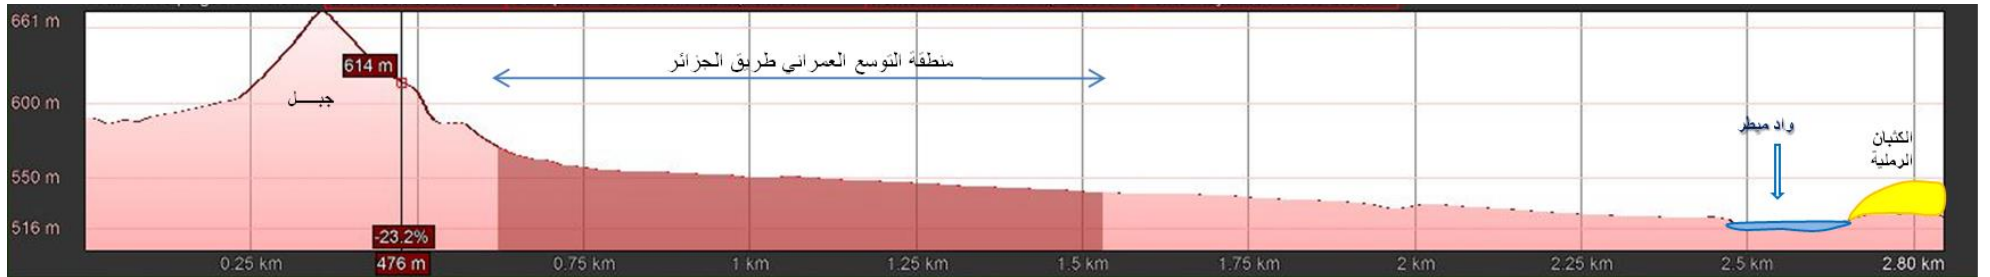 661 m
614 m
منطقة التوسع العمراني طريق الجزائر
جبــــل
600 m
واد ميطر
الكثبان
الرملية
550 m
516 m
-23.2%
0.25 km
476 m
0.75 km
1 km
1.25 km
1.5 km
1.75 km
2 km
2.25 km
2.5 km
2.80 km